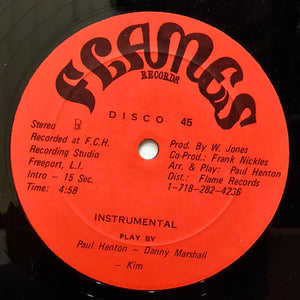 FLAMES
RECORDS
DISCO 45
Stereo B
Recorded at F.C.H.
Recording Studio
Freeport, L.I.
Intro - 15 Sec.
Time: 4:58
Prod. By W. Jones
Co-Prod.: Frank Nickles
Arr. & Play: Paul Henton
Dist.: Flame Records
1-718-282-4236
INSTRUMENTAL
PLAY BY
Paul Henton - Danny Marshall
- Kim